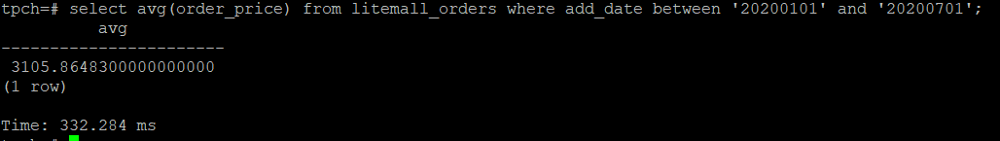 tpch=# select avg(order_price) from litemall_orders where add_date between '20200101' and '20200701';
avg
-----------------------
3105.8648300000000000
(1 row)
Time: 332.284 ms